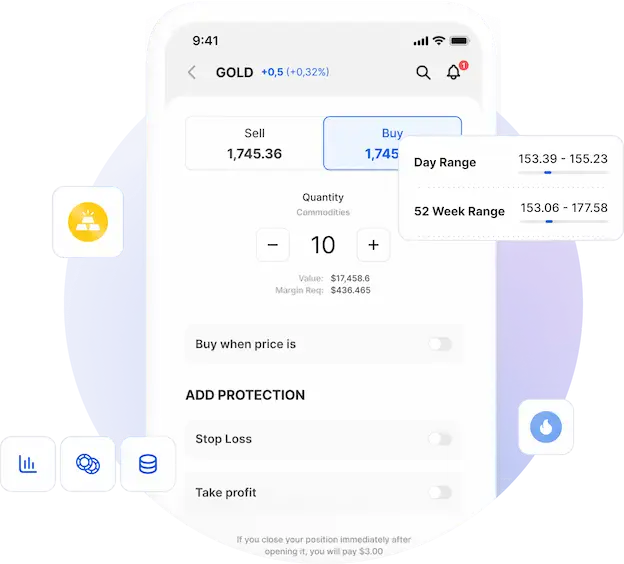 9:41
GOLD +0,5 (+0,32%)
1
Sell
1,745.36
Buy
1,745
Day Range 153.39 - 155.23
52 Week Range 153.06 - 177.58
Quantity
Commodities
− 10 +
Value: $17,458.6
Margin Req: $436.465
Buy when price is
ADD PROTECTION
Stop Loss
Take profit
If you close your position immediately after
opening it, you will pay $3.00